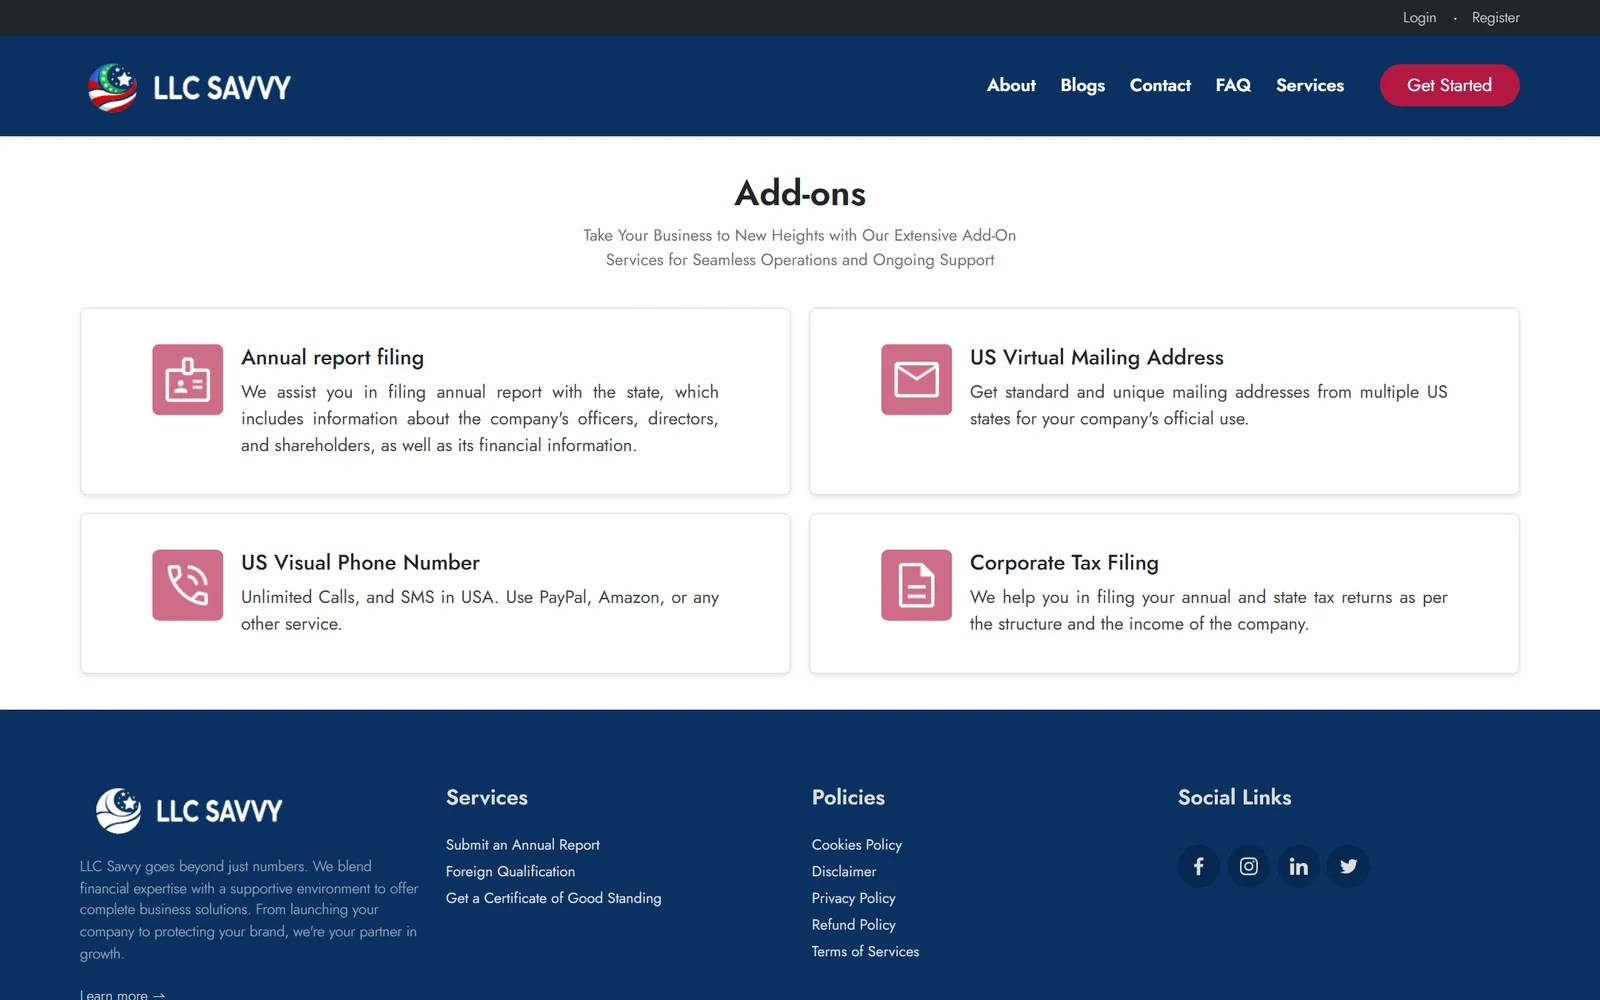 Login · Register
LLC SAVVY
About Blogs Contact FAQ Services Get Started
Add-ons
Take Your Business to New Heights with Our Extensive Add-On
Services for Seamless Operations and Ongoing Support
Annual report filing
We assist you in filing annual report with the state, which
includes information about the company's officers, directors,
and shareholders, as well as its financial information.
US Virtual Mailing Address
Get standard and unique mailing addresses from multiple US
states for your company's official use.
US Visual Phone Number
Unlimited Calls, and SMS in USA. Use PayPal, Amazon, or any
other service.
Corporate Tax Filing
We help you in filing your annual and state tax returns as per
the structure and the income of the company.
LLC SAVVY
LLC Savvy goes beyond just numbers. We blend
financial expertise with a supportive environment to offer
complete business solutions. From launching your
company to protecting your brand, we're your partner in
growth.
Learn more →
Services
Submit an Annual Report
Foreign Qualification
Get a Certificate of Good Standing
Policies
Cookies Policy
Disclaimer
Privacy Policy
Refund Policy
Terms of Services
Social Links